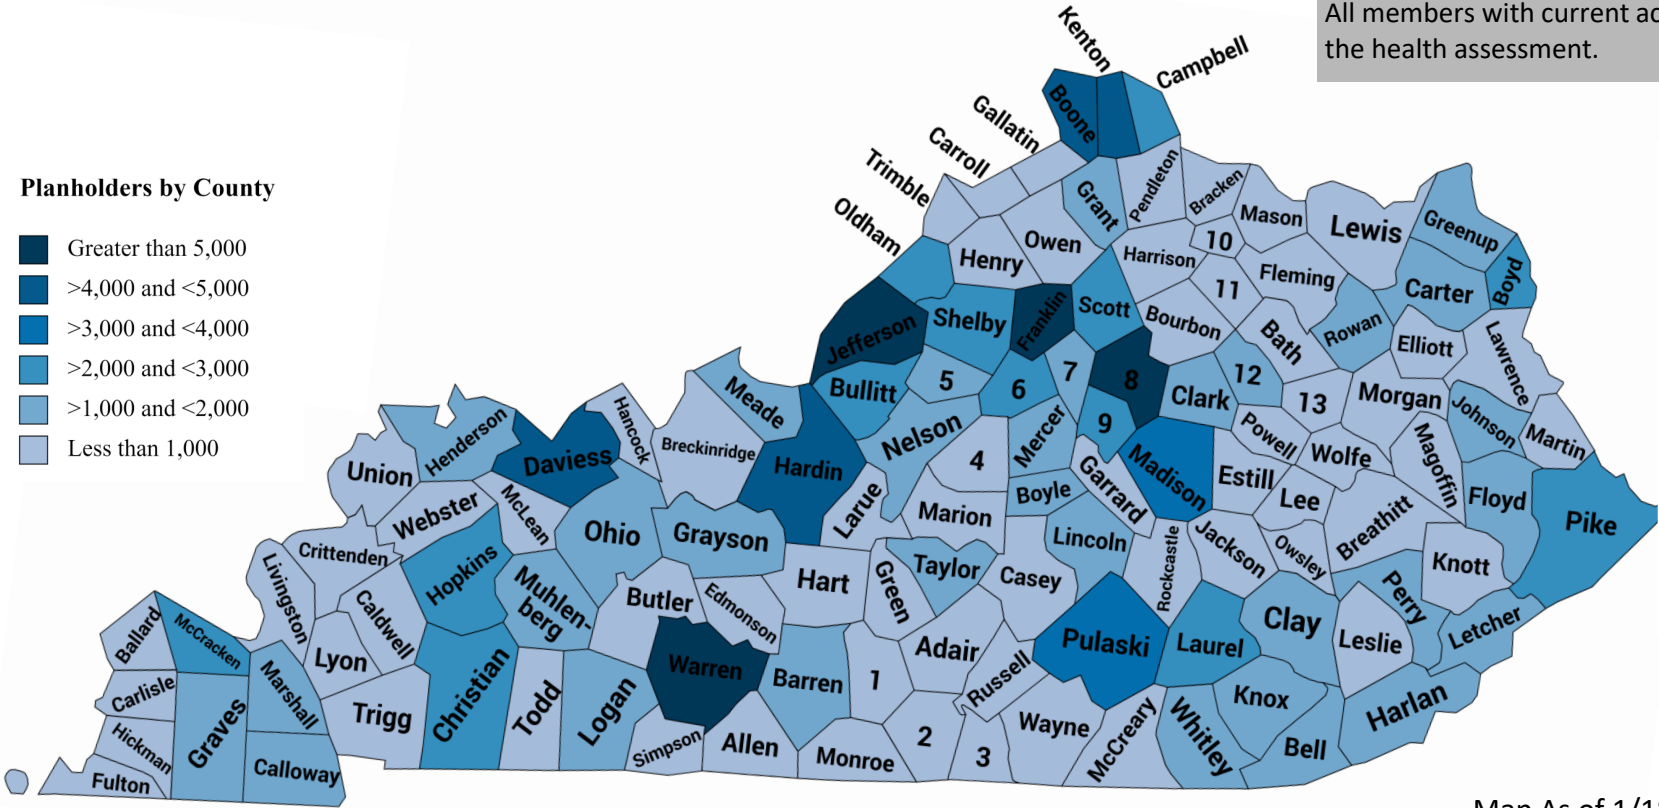 All members with current
the health assessment.
Planholders by County
Greater than 5,000
>4,000 and <5,000
>3,000 and <4,000
>2,000 and <3,000
>1,000 and <2,000
Less than 1,000
Kenton
Campbell
Boone
Gallatin
Carroll
Trimble
Oldham
Grant
Pendleton
Bracken
Mason
Lewis
Greenup
Boyd
Carter
10
Owen
Henry
Harrison
Fleming
11
Jefferson
Shelby
Franklin
Scott
Bourbon
Bath
Rowan
Elliott
Lawrence
Meade
Bullitt
5
6
7
8
Clark
12
13
Morgan
Johnson
Martin
Hancock
Breckinridge
Hardin
Nelson
4
Mercer
9
Garrard
Madison
Powell
Wolfe
Magoffin
Union
Henderson
Daviess
Estill
Lee
Floyd
Pike
Webster
McLean
Ohio
Grayson
Larue
Marion
Boyle
Lincoln
Rockcastle
Jackson
Owsley
Breathitt
Knott
Crittenden
Livingston
Caldwell
Hopkins
Muhlen-
berg
Butler
Edmonson
Hart
Green
Taylor
Casey
Pulaski
Laurel
Clay
Perry
Leslie
Letcher
Ballard
McCracken
Lyon
Carlisle
Hickman
Fulton
Graves
Marshall
Calloway
Trigg
Christian
Todd
Logan
Warren
Simpson
Allen
Barren
1
Monroe
Adair
Russell
2
3
Wayne
McCreary
Whitley
Knox
Bell
Harlan
Map As of